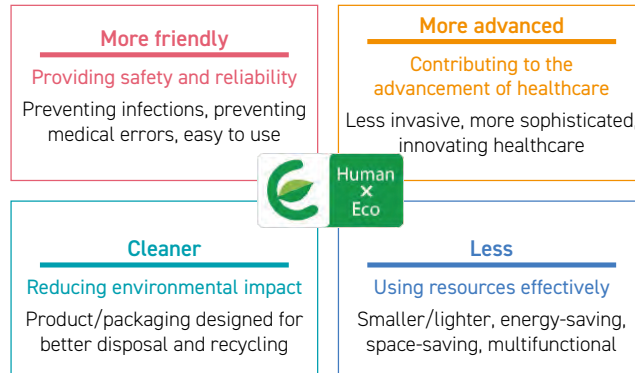 More friendly
Providing safety and reliability
Preventing infections, preventing
medical errors, easy to use
More advanced
Contributing to the
advancement of healthcare
Less invasive, more sophisticated,
innovating healthcare
Human
×
Eco
Cleaner
Reducing environmental impact
Product/packaging designed for
better disposal and recycling
Less
Using resources effectively
Smaller/lighter, energy-saving,
space-saving, multifunctional